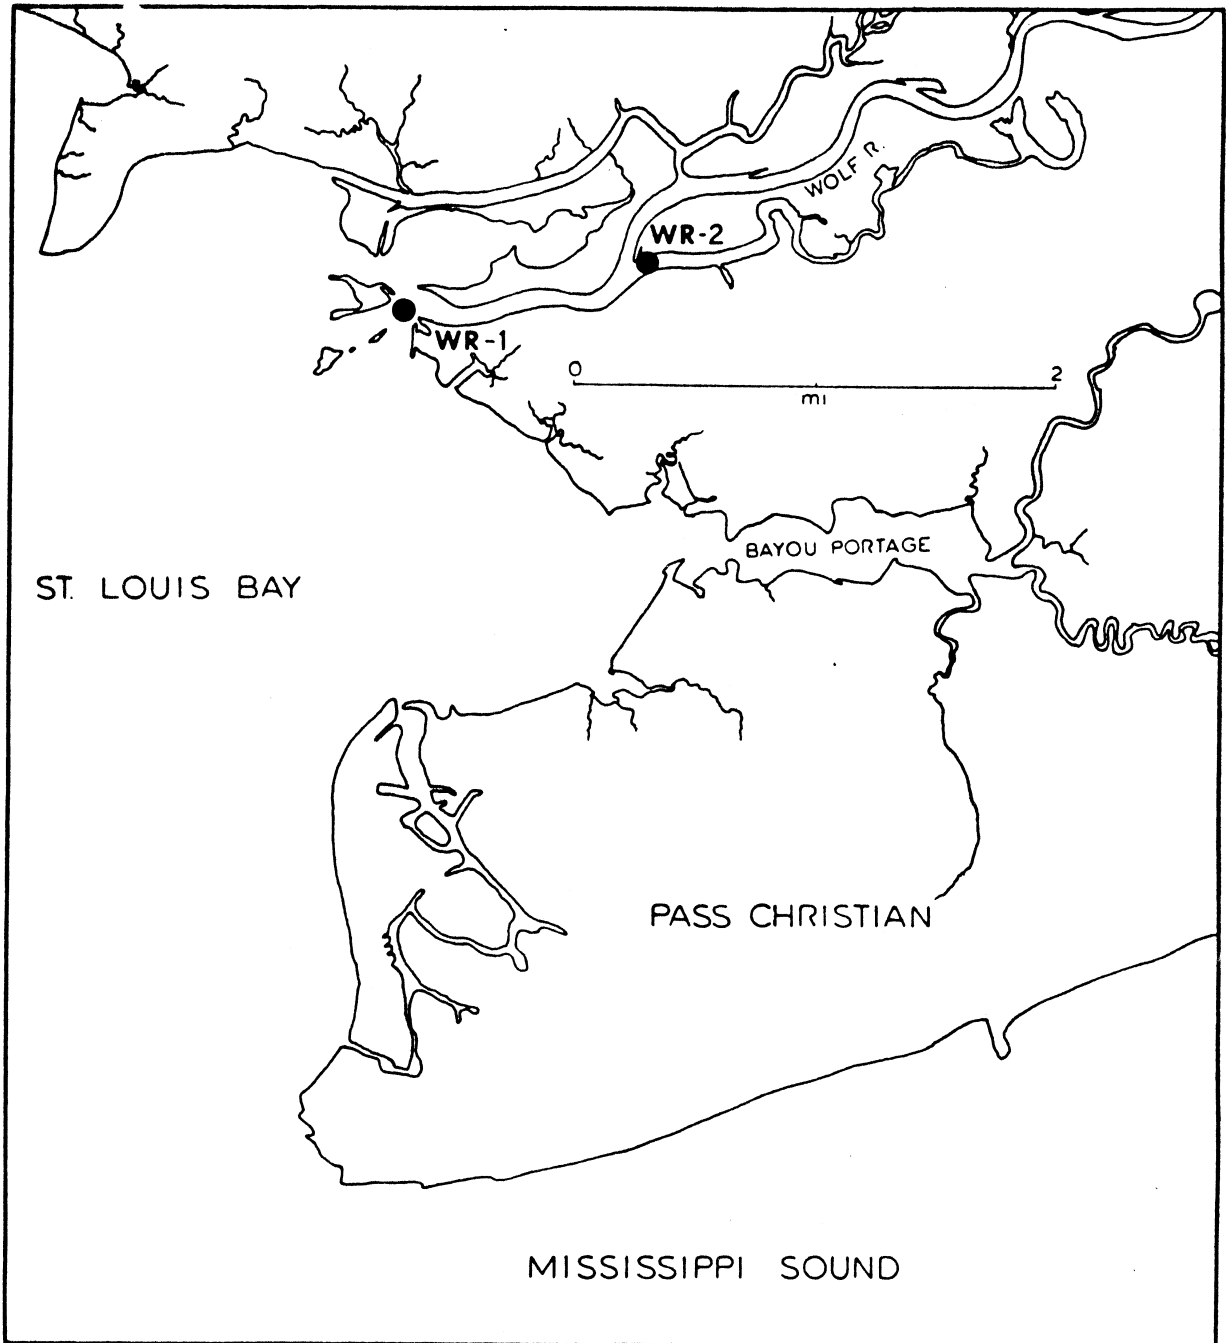 WOLF R.
WR-2
WR-1
0 2
mi
BAYOU PORTAGE
ST. LOUIS BAY
PASS CHRISTIAN
MISSISSIPPI SOUND